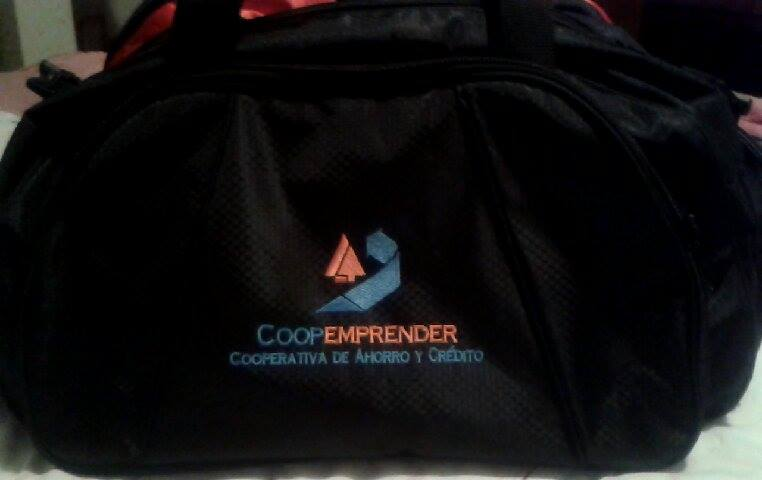 COOPEMPRENDER
COOPERATIVA DE AHORRO Y CRÉDITO